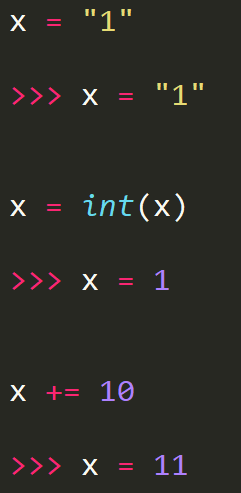 x = "1"
>>> x = "1"
x = int(x)
>>> x = 1
x += 10
>>> x = 11